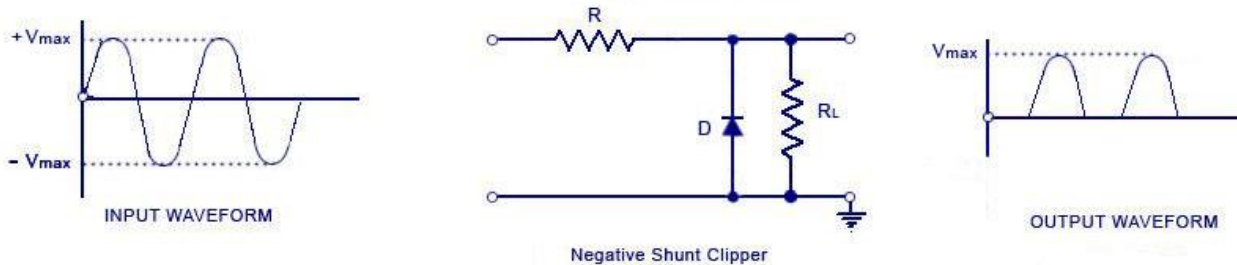 + Vmax
- Vmax
INPUT WAVEFORM
R
D
RL
Negative Shunt Clipper
Vmax
OUTPUT WAVEFORM